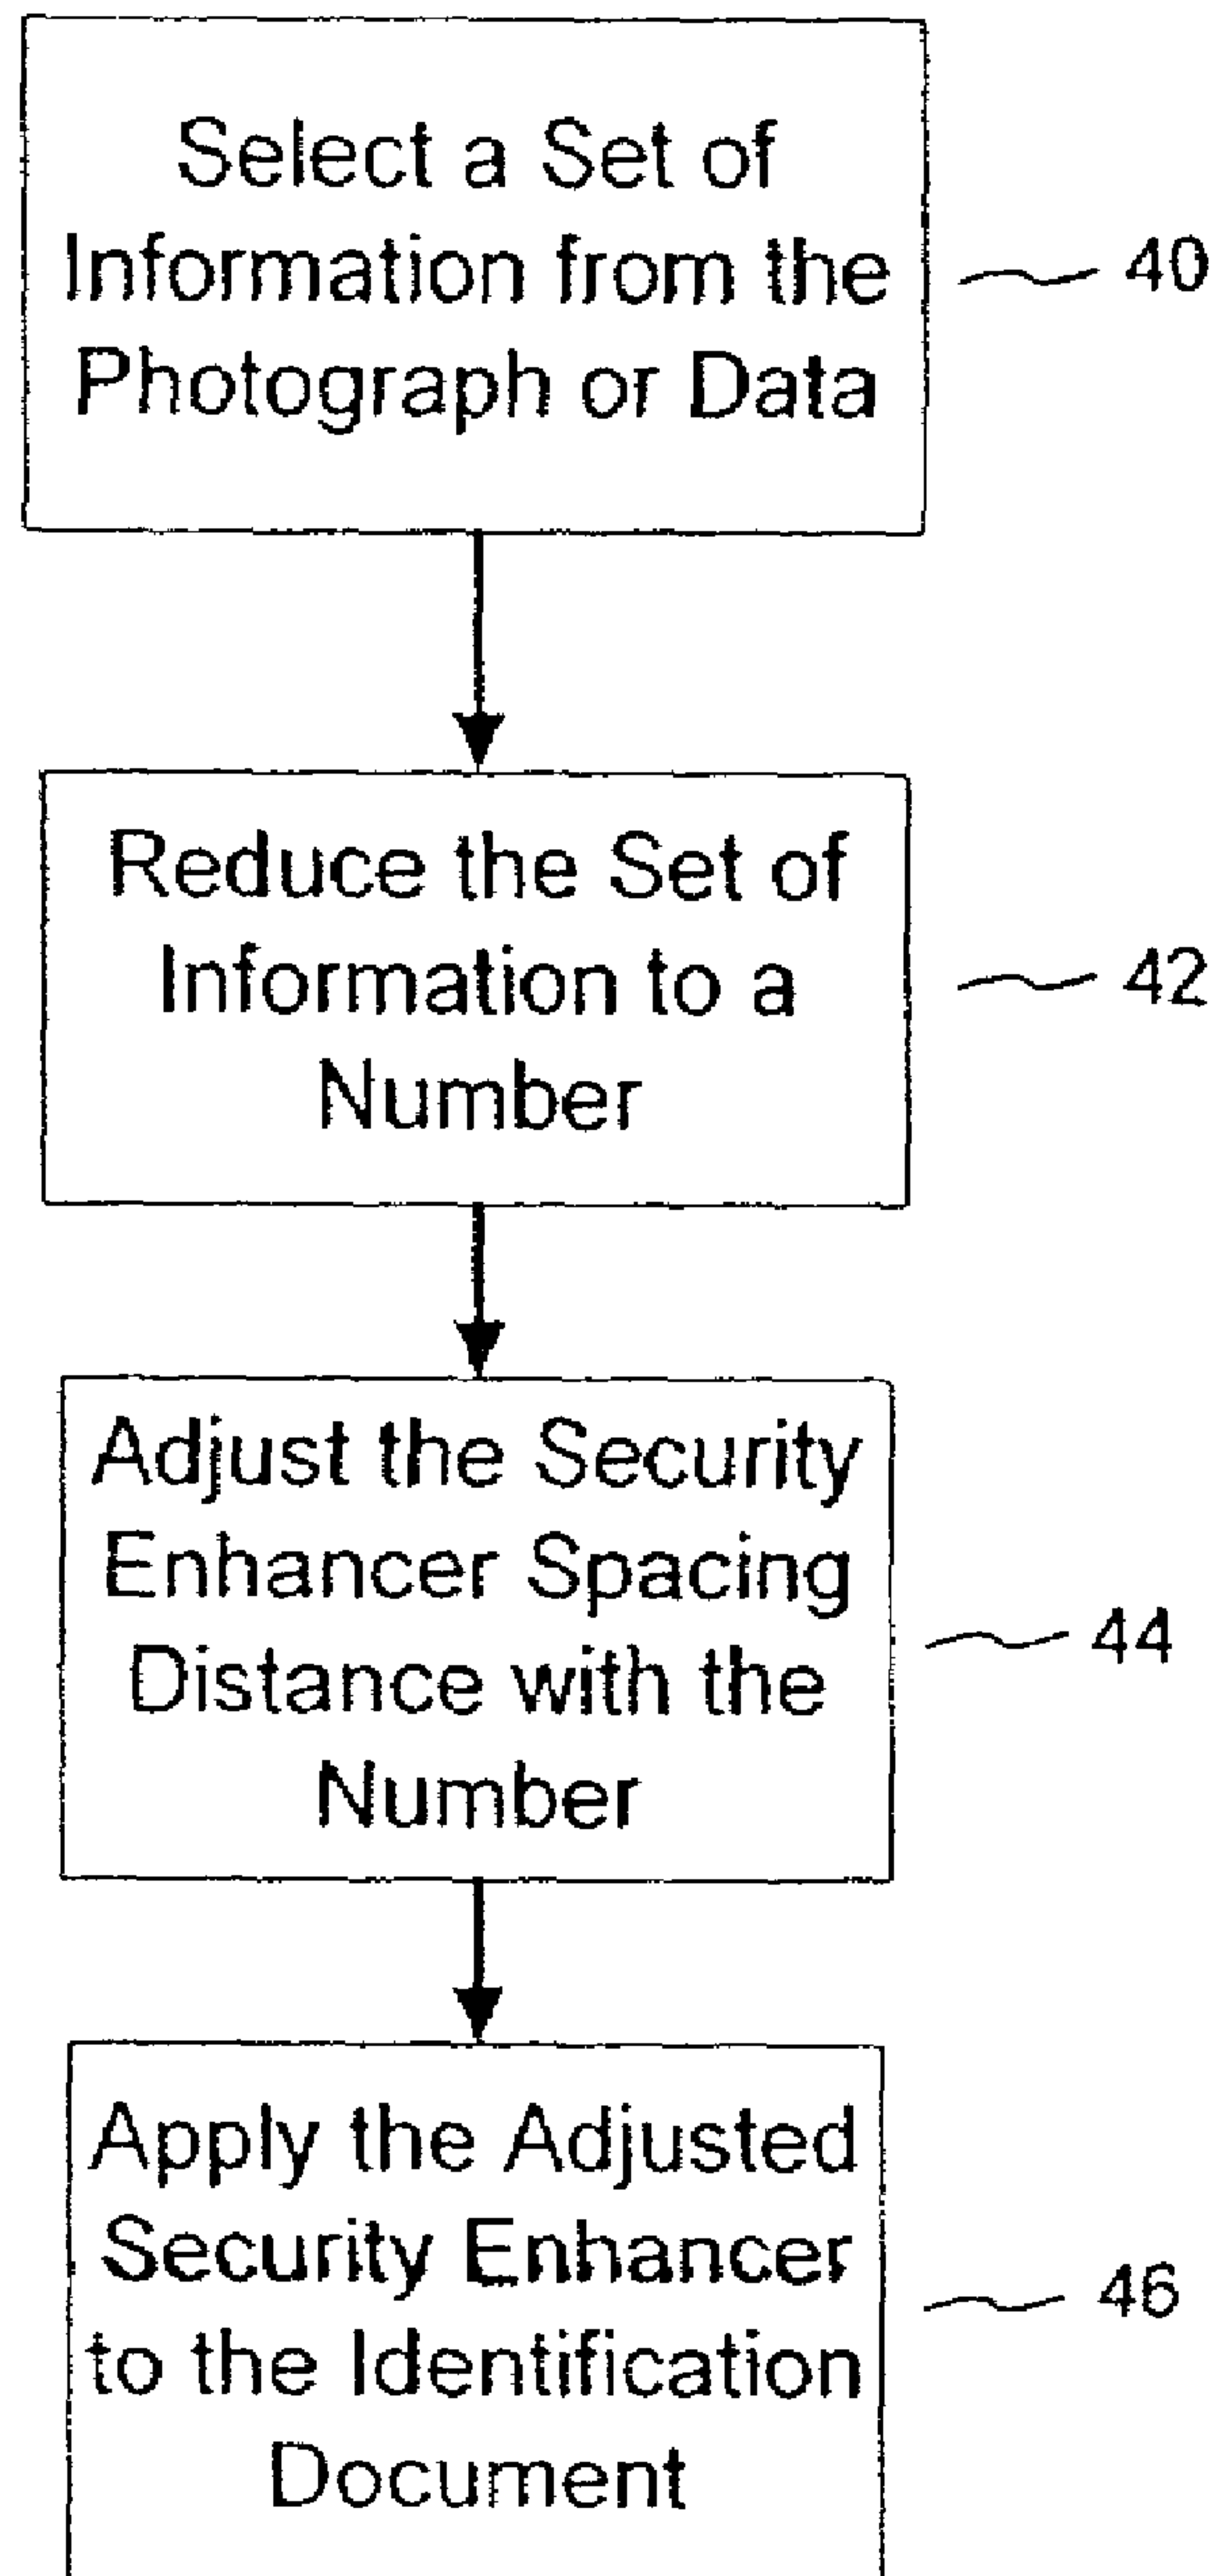 Select a Set of
Information from the
Photograph or Data
40
Reduce the Set of
Information to a
Number
42
Adjust the Security
Enhancer Spacing
Distance with the
Number
44
Apply the Adjusted
Security Enhancer
to the Identification
Document
46